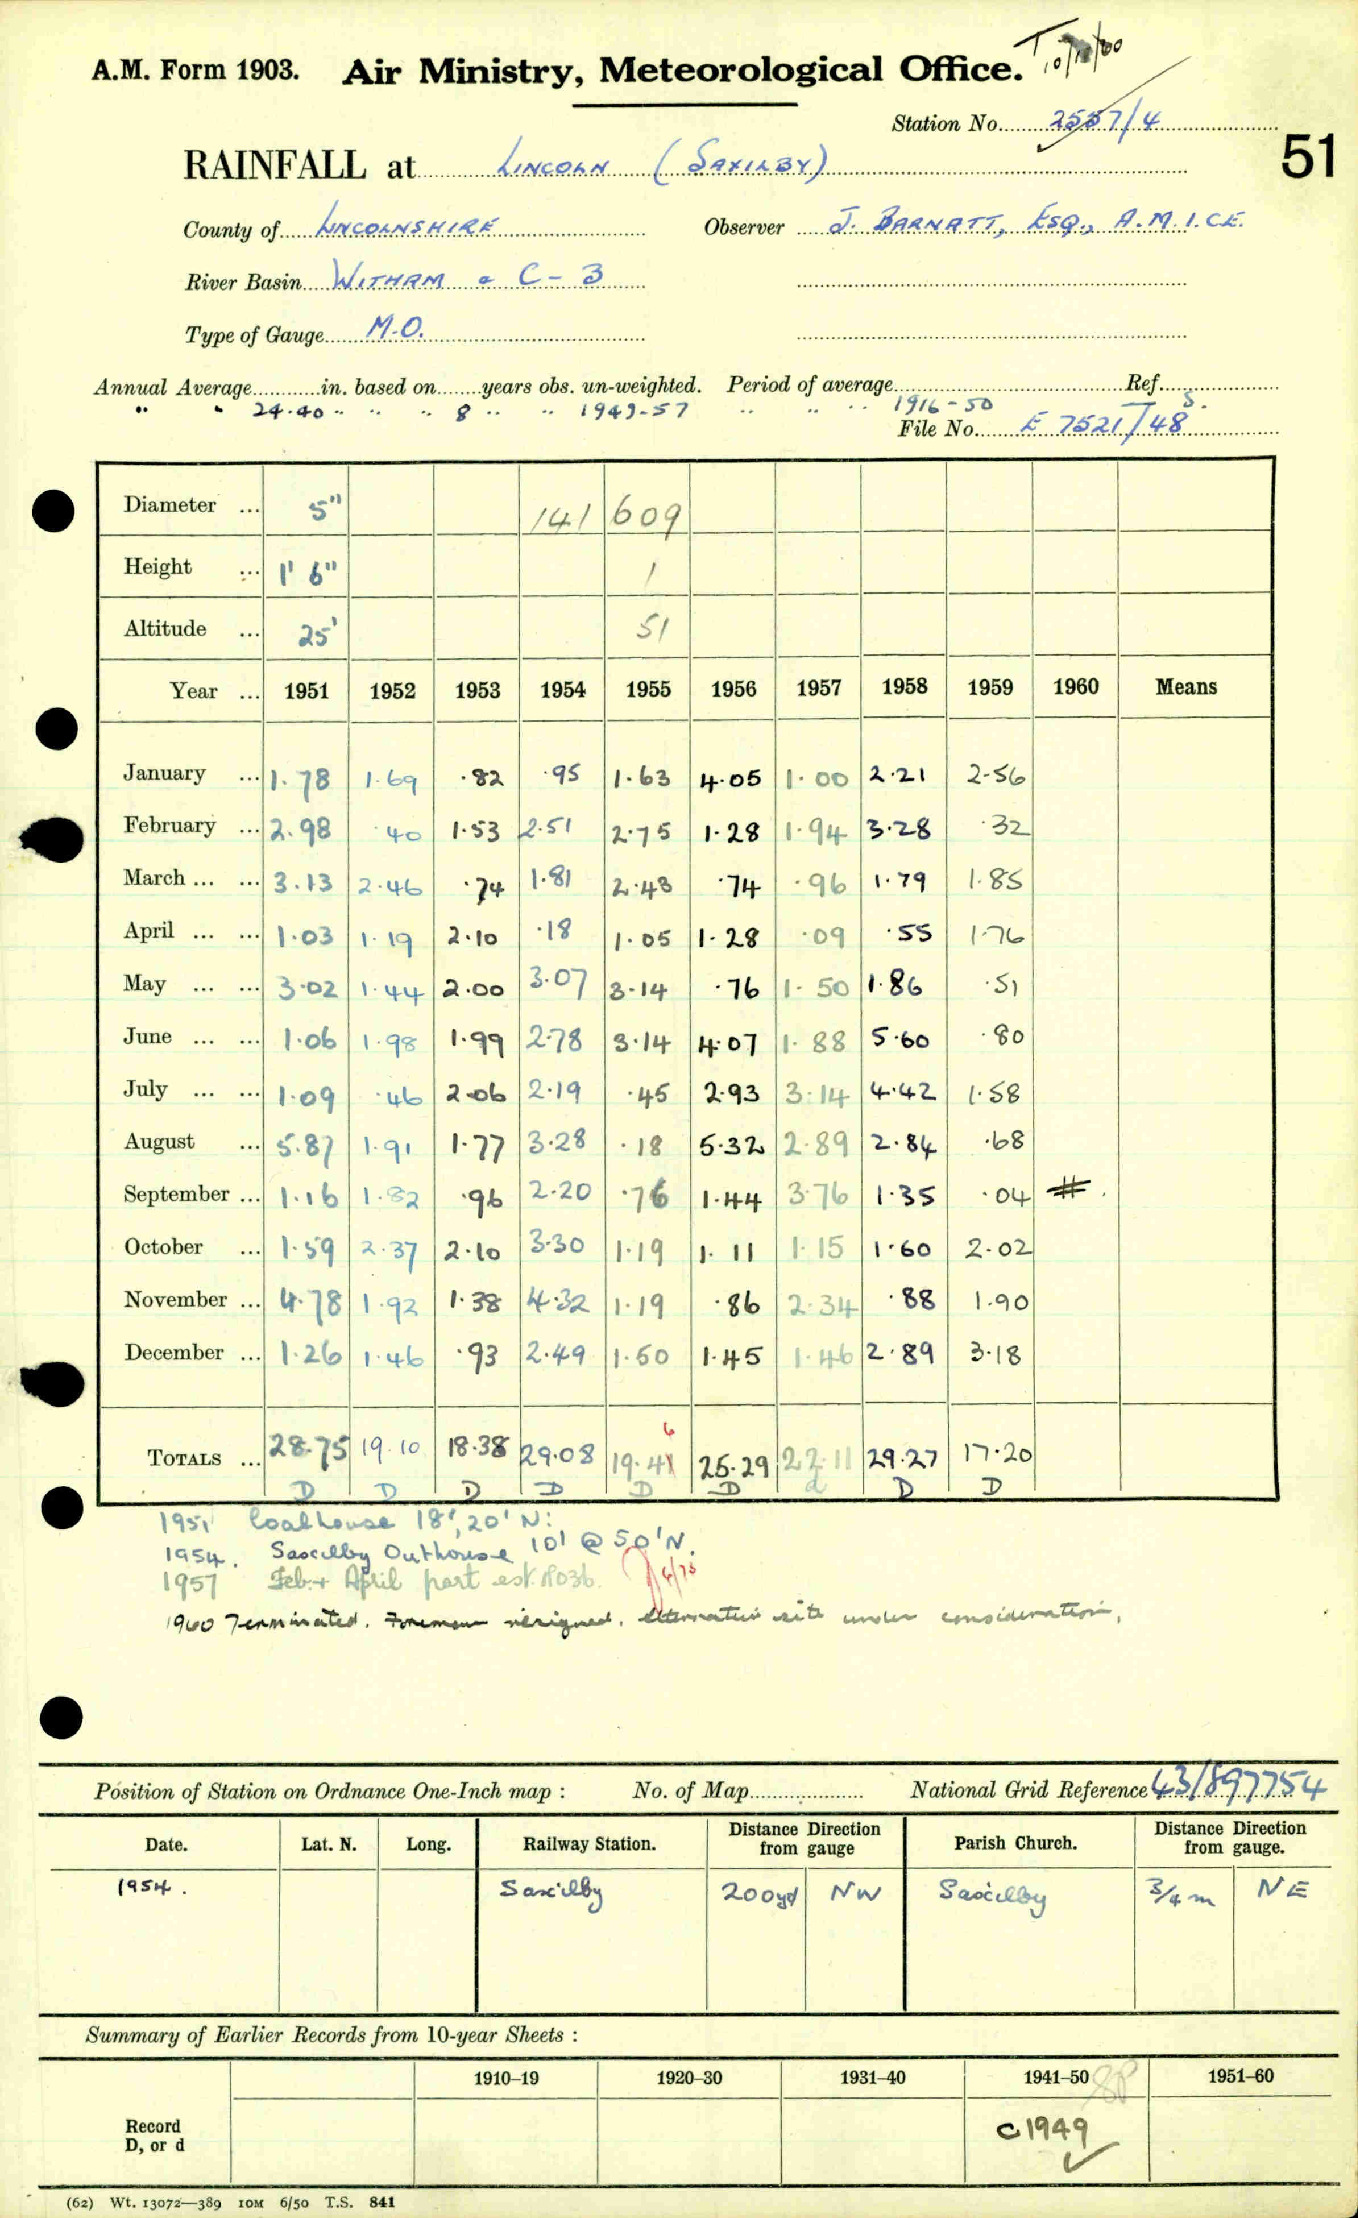 A.M. Form 1903. Air Ministry, Meteorological Office. T 10/11/60
Station No. 2557/4
51
RAINFALL at LINCOLN (SAXILBY)
County of LINCOLNSHIRE Observer J. BARNATT, ESQ., A.M.I.C.E.
River Basin WITHAM C-3
Type of Gauge M.O.
Annual Average in. based on years obs. un-weighted. Period of average Ref.
" " 24.40 " " " 8 " " 1949-57 " " " 1916-50 S.
File No. E 7521/T48
Diameter ... 5" 141 609
Height ... 1' 6" 1
Altitude ... 25' 51
Year ... 1951 1952 1953 1954 1955 1956 1957 1958 1959 1960 Means
January ... 1.78 1.69 .82 .95 1.63 4.05 1.00 2.21 2.56
February ... 2.98 .40 1.53 2.51 2.75 1.28 1.94 3.28 .32
March ... ... 3.13 2.46 .74 1.81 2.43 .74 .96 1.79 1.85
April ... ... 1.03 1.19 2.10 .18 1.05 1.28 .09 .55 1.76
May ... ... 3.02 1.44 2.00 3.07 3.14 .76 1.50 1.86 .51
June ... ... 1.06 1.98 1.99 2.78 3.14 4.07 1.88 5.60 .80
July ... ... 1.09 .46 2.06 2.19 .45 2.93 3.14 4.42 1.58
August ... 5.87 1.91 1.77 3.28 .18 5.32 2.89 2.84 .68
September ... 1.16 1.82 .96 2.20 .76 1.44 3.76 1.35 .04 #.
October ... 1.59 2.37 2.10 3.30 1.19 1.11 1.15 1.60 2.02
November ... 4.78 1.92 1.38 4.32 1.19 .86 2.34 .88 1.90
December ... 1.26 1.46 .93 2.49 1.50 1.45 1.46 2.89 3.18
6
TOTALS ... 28.75 19.10 18.38 29.08 19.41 25.29 22.11 29.27 17.20
D D D D D D d D D
1951 Coalhouse 18', 20' N:
1954. Saxilby Outhouse 10' @ 50'N.
1957 Feb + April part est. 4/75
1960 Terminated. Foreman resigned. Alternative site under consideration.
Position of Station on Ordnance One-Inch map : No. of Map National Grid Reference 43/897754
Date. Lat. N. Long. Railway Station. Distance from Direction gauge Parish Church. Distance from Direction gauge.
1954. Saxilby 200yd NW Saxilby 3/4 m NE
Summary of Earlier Records from 10-year Sheets :
1910–19 1920–30 1931–40 1941–50 1951–60
Record
D, or d
C1949 ✓
(62) Wt. 13072—389 10M 6/50 T.S. 841